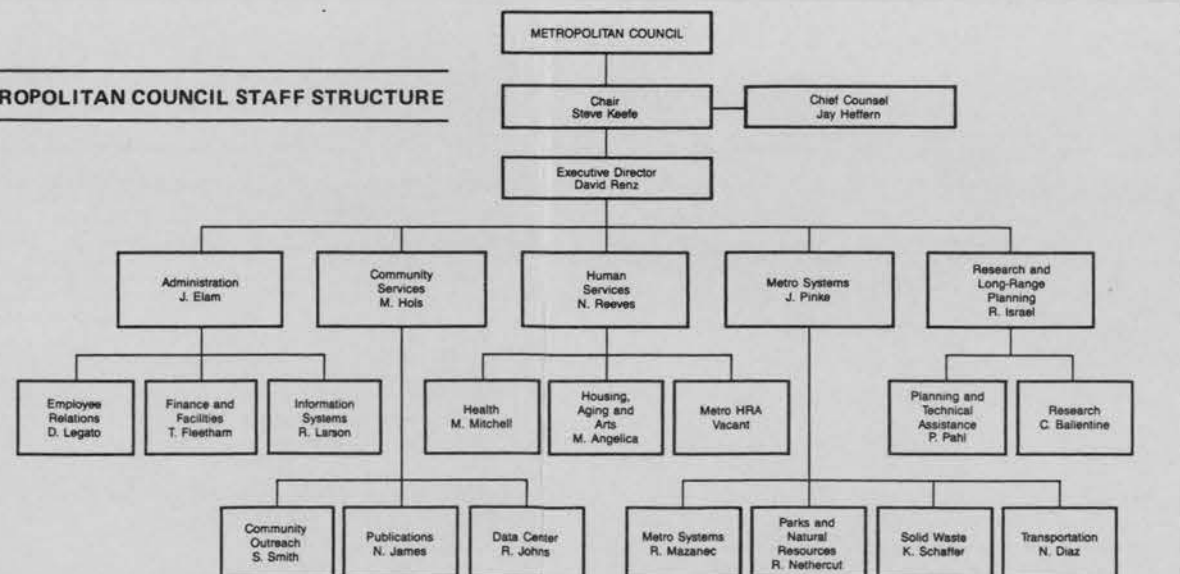 METROPOLITAN COUNCIL
ROPOLITAN COUNCIL STAFF STRUCTURE
Chair
Steve Keefe
Chief Counsel
Jay Heffern
Executive Director
David Renz
Administration
J. Elam
Community
Services
M. Hols
Human
Services
N. Reeves
Metro Systems
J. Pinke
Research and
Long-Range
Planning
R. Israel
Employee
Relations
D. Legato
Finance and
Facilities
T. Fleetham
Information
Systems
R. Larson
Health
M. Mitchell
Housing,
Aging and
Arts
M. Angelica
Metro HRA
Vacant
Planning and
Technical
Assistance
P. Pahl
Research
C. Ballentine
Community
Outreach
S. Smith
Publications
N. James
Data Center
R. Johns
Metro Systems
R. Mazanec
Parks and
Natural
Resources
R. Nethercut
Solid Waste
K. Schaffer
Transportation
N. Diaz